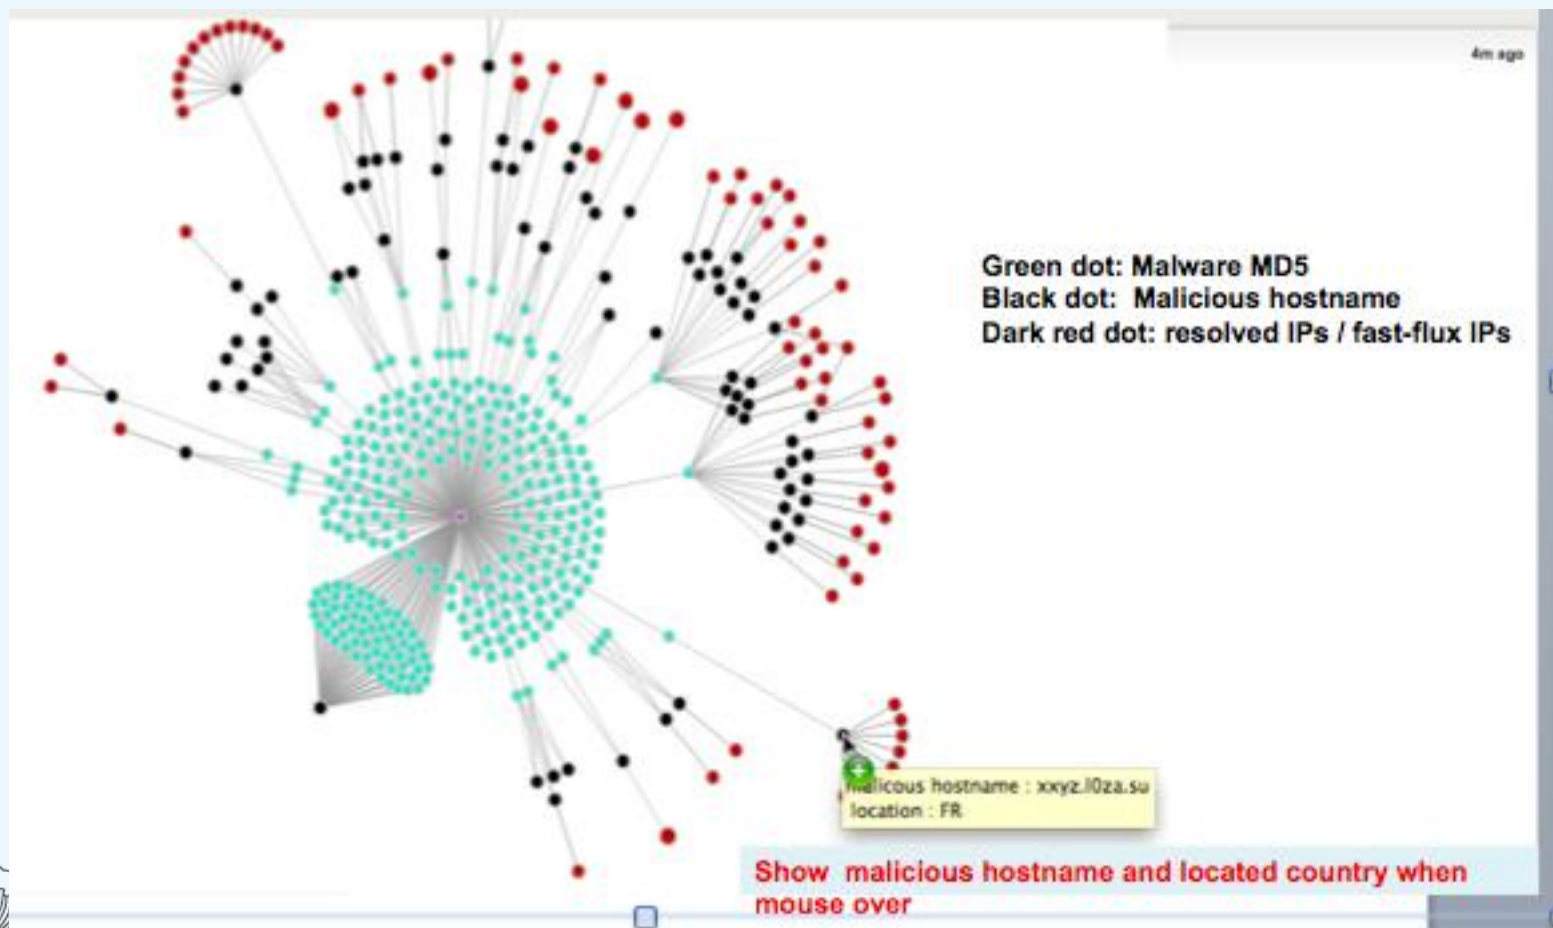 4m ago
Green dot: Malware MD5
Black dot: Malicious hostname
Dark red dot: resolved IPs / fast-flux IPs
malicous hostname : xxyz.l0za.su
location : FR
Show malicious hostname and located country when
mouse over